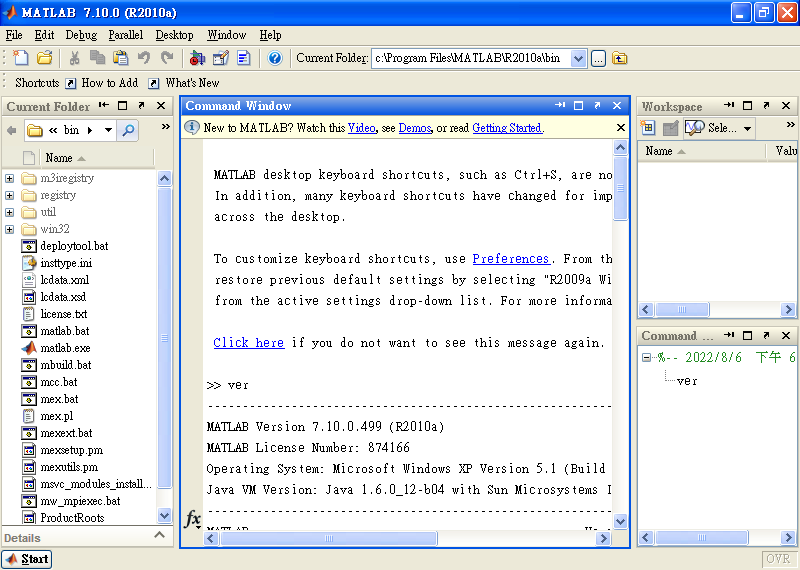 MATLAB 7.10.0 (R2010a)
File Edit Debug Parallel Desktop Window Help
Current Folder: c:\Program Files\MATLAB\R2010a\bin
Shortcuts How to Add What's New
Current Folder
« bin
Name
m3iregistry
registry
util
win32
deploytool.bat
insttype.ini
lcdata.xml
lcdata.xsd
license.txt
matlab.bat
matlab.exe
mbuild.bat
mcc.bat
mex.bat
mex.pl
mexext.bat
mexsetup.pm
mexutils.pm
msvc_modules_install...
mw_mpiexec.bat
ProductRoots
Details
Command Window
New to MATLAB? Watch this Video, see Demos, or read Getting Started.
MATLAB desktop keyboard shortcuts, such as Ctrl+S, are no
In addition, many keyboard shortcuts have changed for imp
across the desktop.
To customize keyboard shortcuts, use Preferences. From th
restore previous default settings by selecting "R2009a Wi
from the active settings drop-down list. For more informa
Click here if you do not want to see this message again.
>> ver
-------------------------------------------------------
MATLAB Version 7.10.0.499 (R2010a)
MATLAB License Number: 874166
Operating System: Microsoft Windows XP Version 5.1 (Build
Java VM Version: Java 1.6.0_12-b04 with Sun Microsystems I
-------------------------------------------------------
MATLAB
fx
Workspace
Sele...
Name Valu
Command ...
%-- 2022/8/6 下午 6
ver
Start
OVR